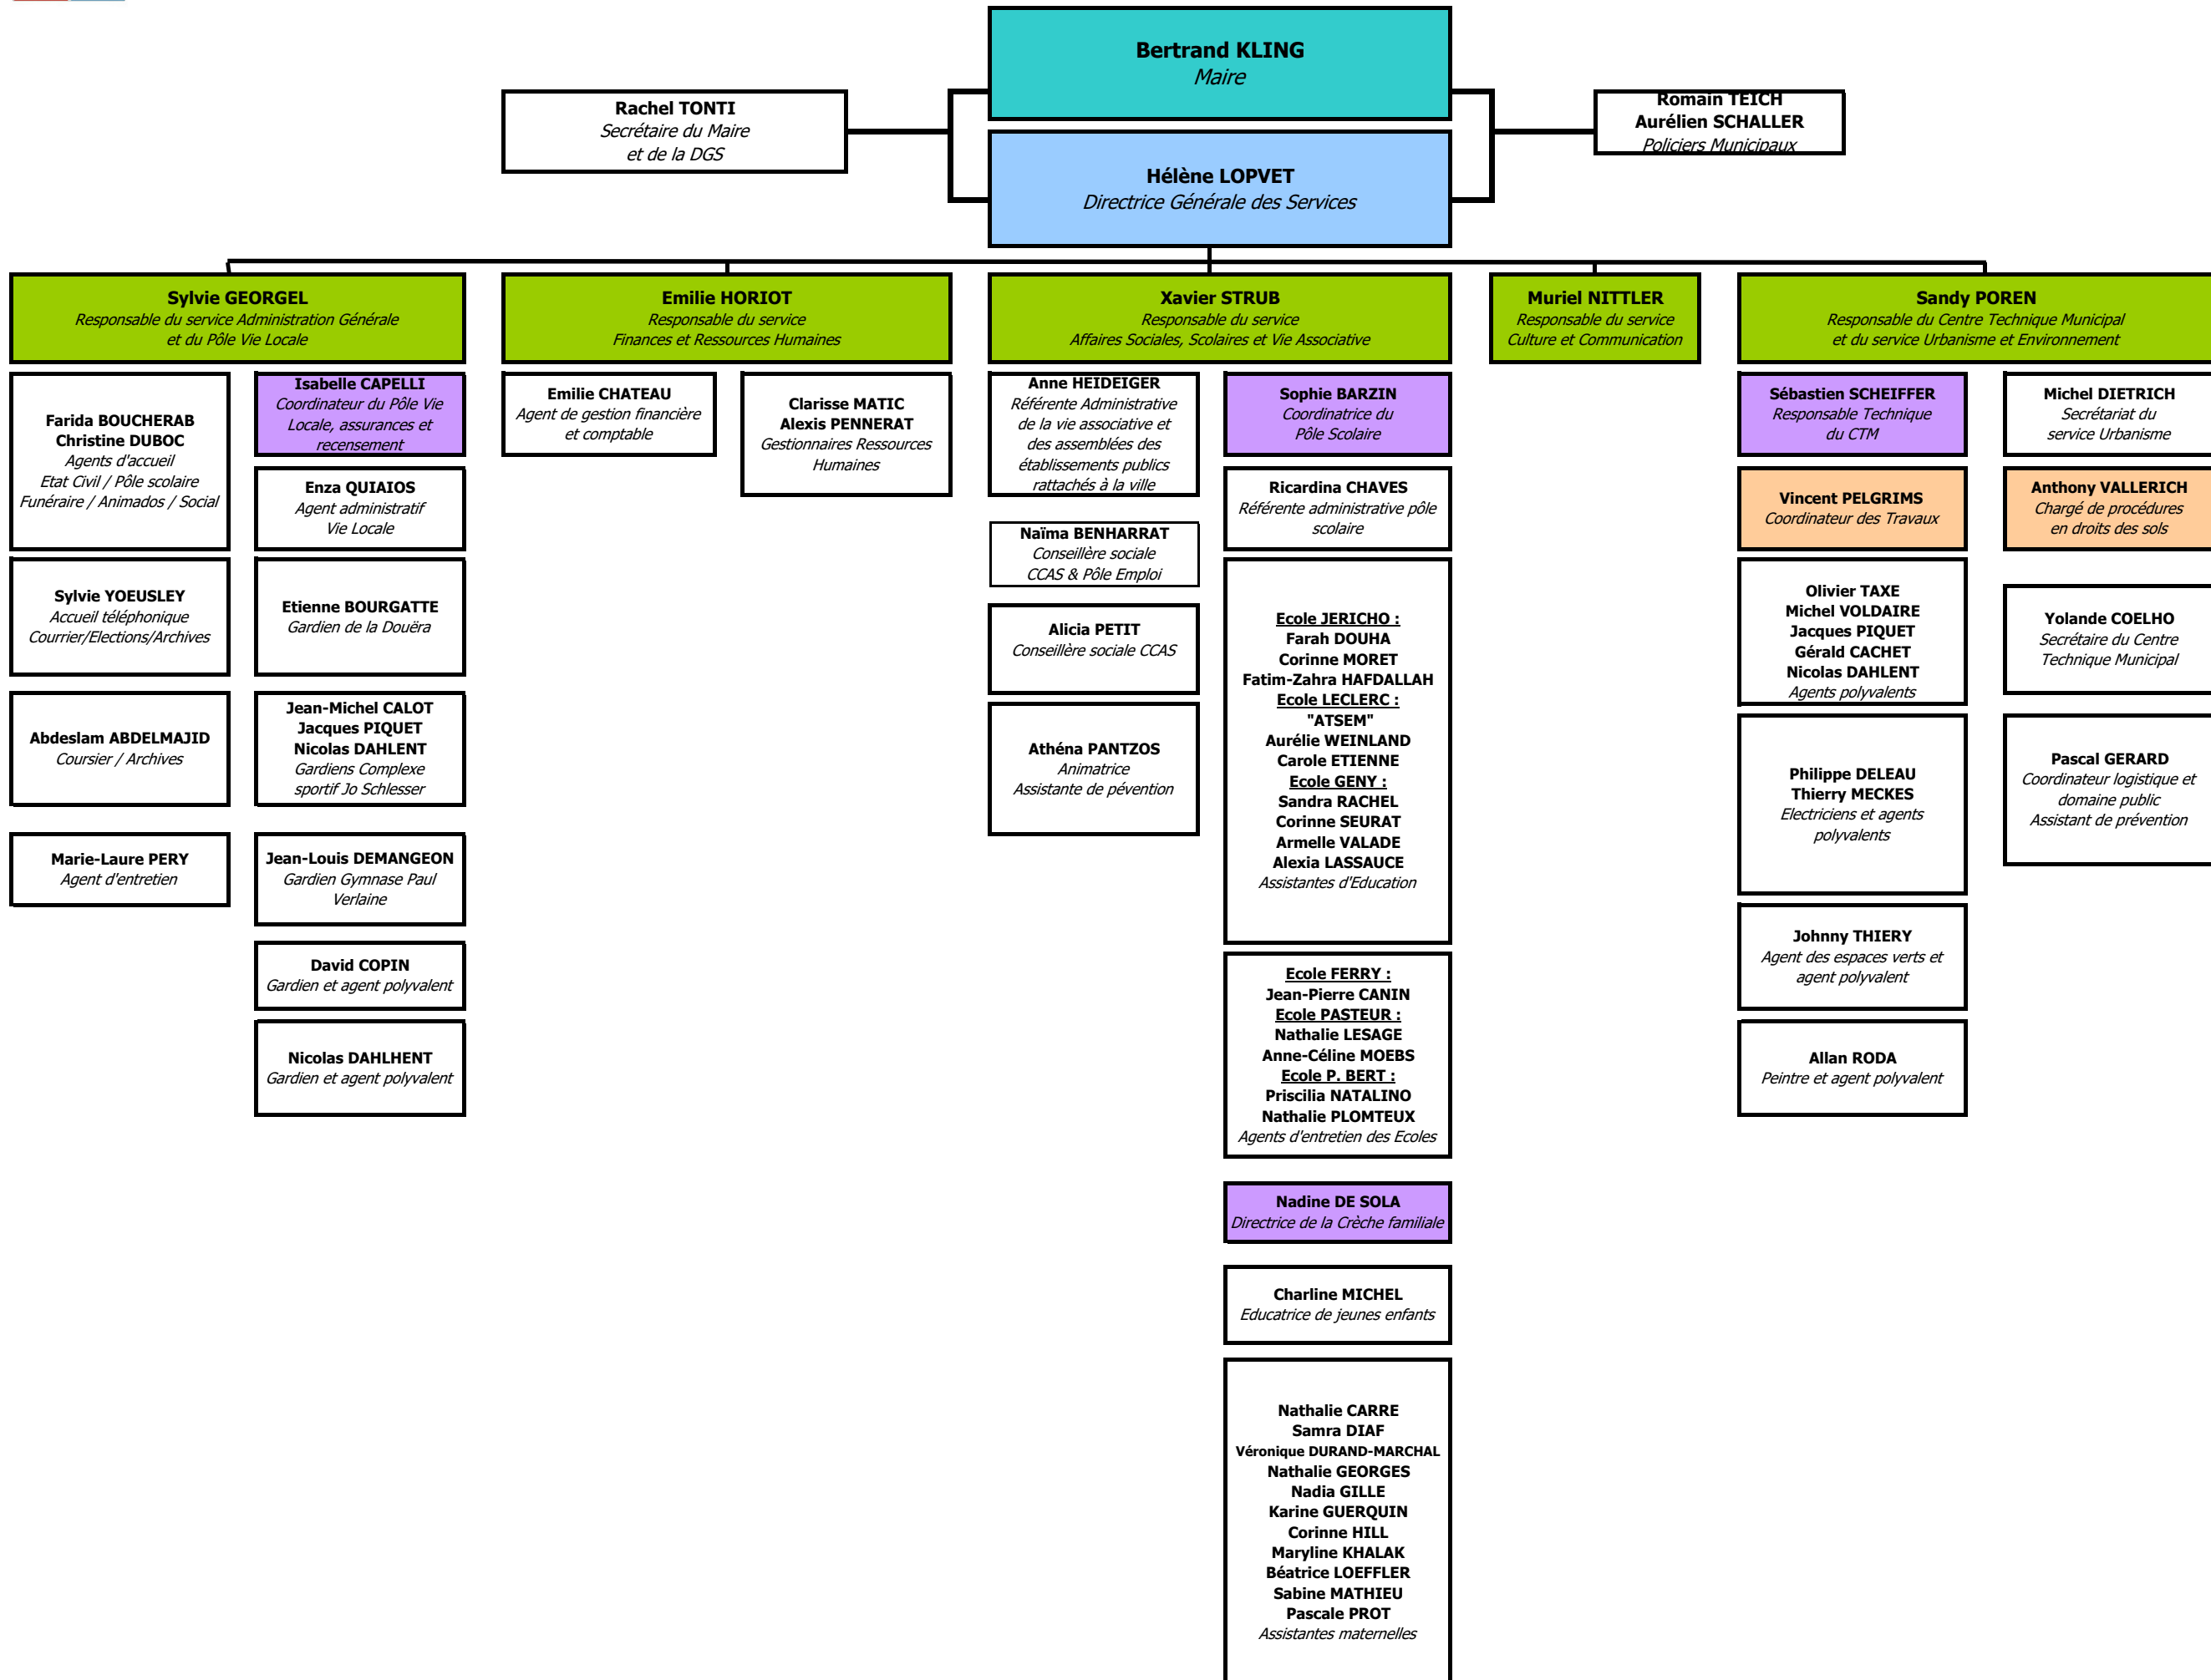 Bertrand KLING
Maire
Rachel TONTI
Secrétaire du Maire
et de la DGS
Romain TEICH
Aurélien SCHALLER
Policiers Municipaux
Hélène LOPVET
Directrice Générale des Services
Sylvie GEORGEL
Responsable du service Administration Générale
et du Pôle Vie Locale
Emilie HORIOT
Responsable du service
Finances et Ressources Humaines
Xavier STRUB
Responsable du service
Affaires Sociales, Scolaires et Vie Associative
Muriel NITTLER
Responsable du service
Culture et Communication
Sandy POREN
Responsable du Centre Technique Municipal
et du service Urbanisme et Environnement
Farida BOUCHERAB
Christine DUBOC
Agents d'accueil
Etat Civil / Pôle scolaire
Funéraire / Animados / Social
Sylvie YOEUSLEY
Accueil téléphonique
Courrier/Elections/Archives
Abdeslam ABDELMAJID
Coursier / Archives
Marie-Laure PERY
Agent d'entretien
Isabelle CAPELLI
Coordinateur du Pôle Vie
Locale, assurances et
recensement
Enza QUIAIOS
Agent administratif
Vie Locale
Etienne BOURGATTE
Gardien de la Douëra
Jean-Michel CALOT
Jacques PIQUET
Nicolas DAHLENT
Gardiens Complexe
sportif Jo Schlesser
Jean-Louis DEMANGEON
Gardien Gymnase Paul
Verlaine
David COPIN
Gardien et agent polyvalent
Nicolas DAHLHENT
Gardien et agent polyvalent
Emilie CHATEAU
Agent de gestion financière
et comptable
Clarisse MATIC
Alexis PENNERAT
Gestionnaires Ressources
Humaines
Anne HEIDEIGER
Référente Administrative
de la vie associative et
des assemblées des
établissements publics
rattachés à la ville
Naïma BENHARRAT
Conseillère sociale
CCAS & Pôle Emploi
Alicia PETIT
Conseillère sociale CCAS
Athéna PANTZOS
Animatrice
Assistante de pévention
Sophie BARZIN
Coordinatrice du
Pôle Scolaire
Ricardina CHAVES
Référente administrative pôle
scolaire
Ecole JERICHO :
Farah DOUHA
Corinne MORET
Fatim-Zahra HAFDALLAH
Ecole LECLERC :
"ATSEM"
Aurélie WEINLAND
Carole ETIENNE
Ecole GENY :
Sandra RACHEL
Corinne SEURAT
Armelle VALADE
Alexia LASSAUCE
Assistantes d'Education
Ecole FERRY :
Jean-Pierre CANIN
Ecole PASTEUR :
Nathalie LESAGE
Anne-Céline MOEBS
Ecole P. BERT :
Priscilia NATALINO
Nathalie PLOMTEUX
Agents d'entretien des Ecoles
Nadine DE SOLA
Directrice de la Crèche familiale
Charline MICHEL
Educatrice de jeunes enfants
Nathalie CARRE
Samra DIAF
Véronique DURAND-MARCHAL
Nathalie GEORGES
Nadia GILLE
Karine GUERQUIN
Corinne HILL
Maryline KHALAK
Béatrice LOEFFLER
Sabine MATHIEU
Pascale PROT
Assistantes maternelles
Sébastien SCHEIFFER
Responsable Technique
du CTM
Vincent PELGRIMS
Coordinateur des Travaux
Olivier TAXE
Michel VOLDAIRE
Jacques PIQUET
Gérald CACHET
Nicolas DAHLENT
Agents polyvalents
Philippe DELEAU
Thierry MECKES
Electriciens et agents
polyvalents
Johnny THIERY
Agent des espaces verts et
agent polyvalent
Allan RODA
Peintre et agent polyvalent
Michel DIETRICH
Secrétariat du
service Urbanisme
Anthony VALLERICH
Chargé de procédures
en droits des sols
Yolande COELHO
Secrétaire du Centre
Technique Municipal
Pascal GERARD
Coordinateur logistique et
domaine public
Assistant de prévention